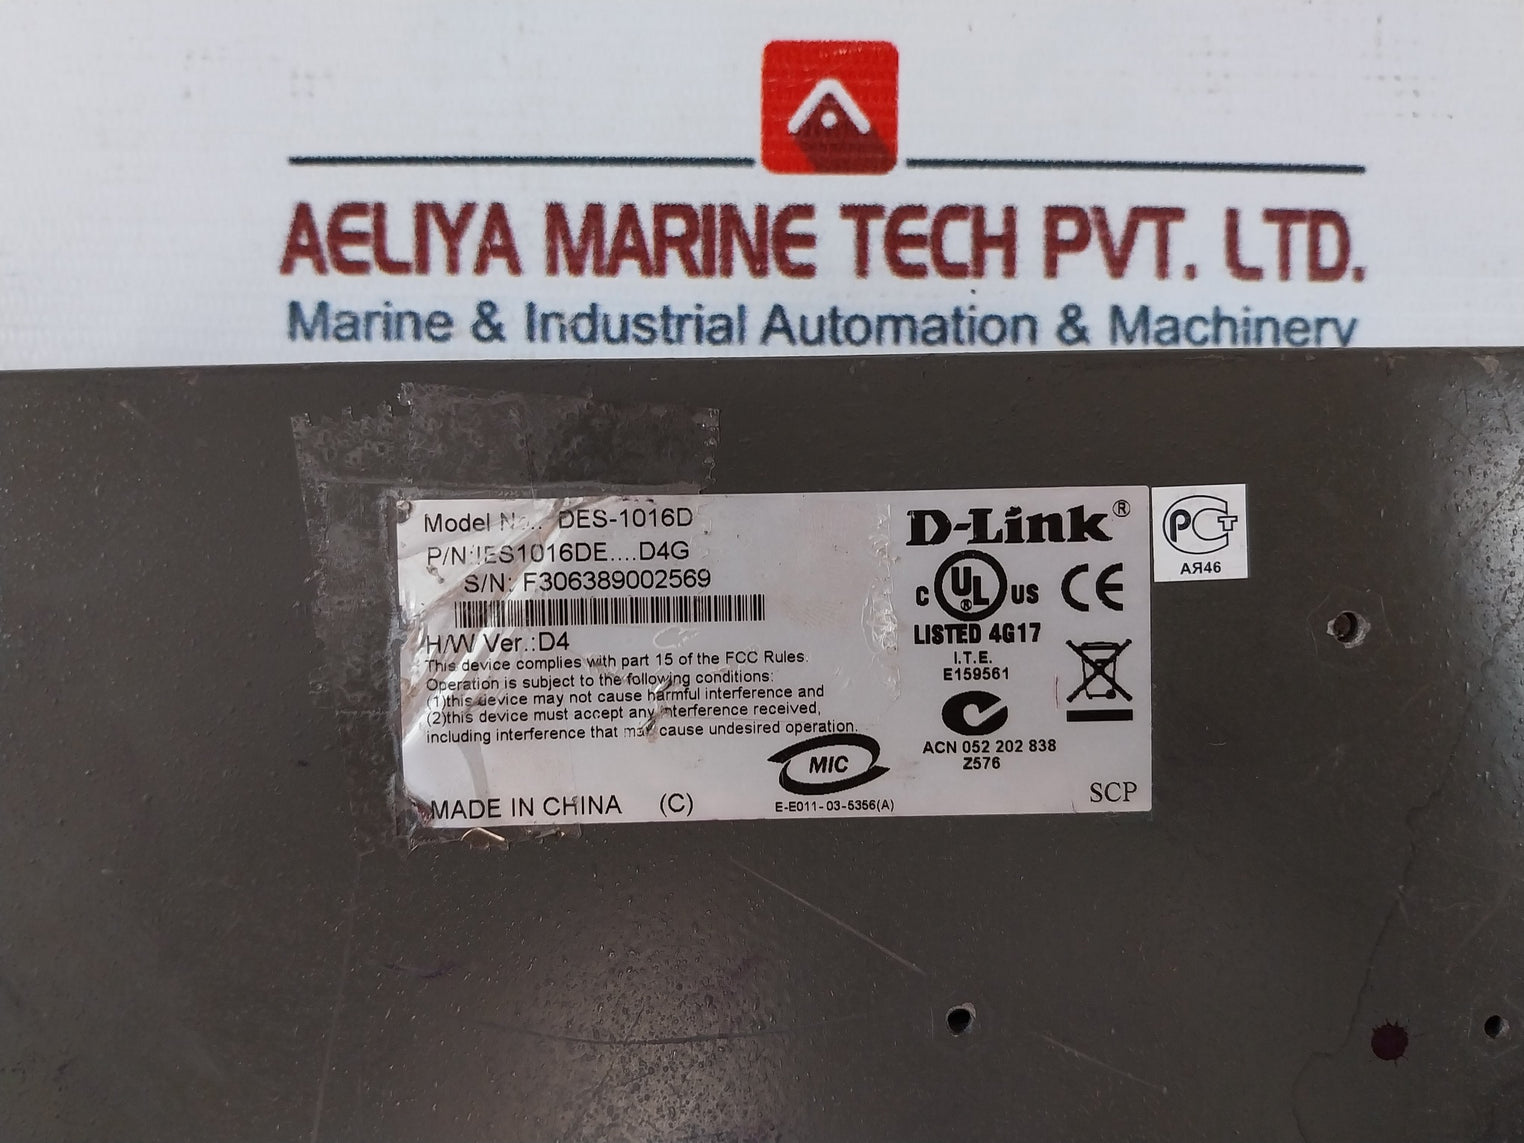 AELIYA MARINE TECH PVT. LTD.
Marine & Industrial Automation & Machinery
Model No.: DES-1016D
P/N:IES1016DE....D4G
S/N: F306389002569
H/W Ver.:D4
This device complies with part 15 of the FCC Rules.
Operation is subject to the following conditions:
(1)this device may not cause harmful interference and
(2)this device must accept any interference received,
including interference that may cause undesired operation.
MADE IN CHINA (C)
MIC
E-E011-03-5356(A)
D-Link®
C UL® US CE
LISTED 4G17
I.T.E.
E159561
ACN 052 202 838
Z576
SCP
РСТ
АЯ46